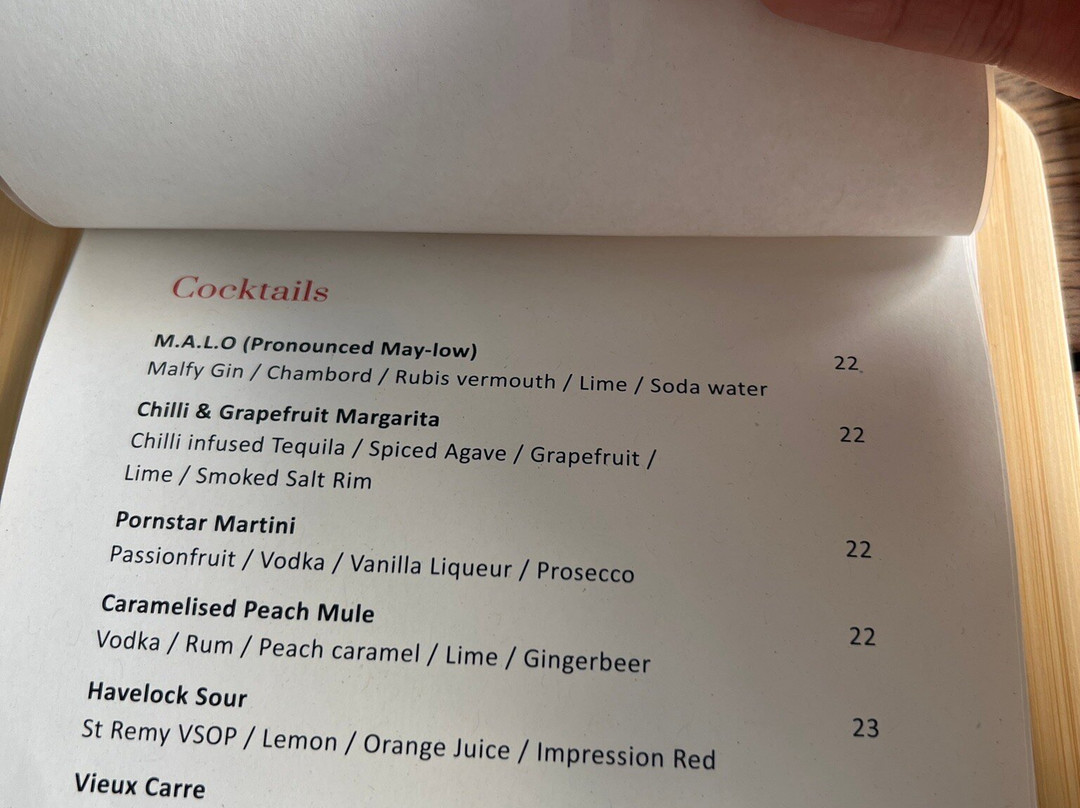 Cocktails
M.A.L.O (Pronounced May-low)
22
Malfy Gin / Chambord / Rubis vermouth / Lime / Soda water
Chilli & Grapefruit Margarita
22
Chilli infused Tequila / Spiced Agave / Grapefruit /
Lime / Smoked Salt Rim
Pornstar Martini
22
Passionfruit / Vodka / Vanilla Liqueur / Prosecco
Caramelised Peach Mule
22
Vodka / Rum / Peach caramel / Lime / Gingerbeer
Havelock Sour
23
St Remy VSOP / Lemon / Orange Juice / Impression Red
Vieux Carre